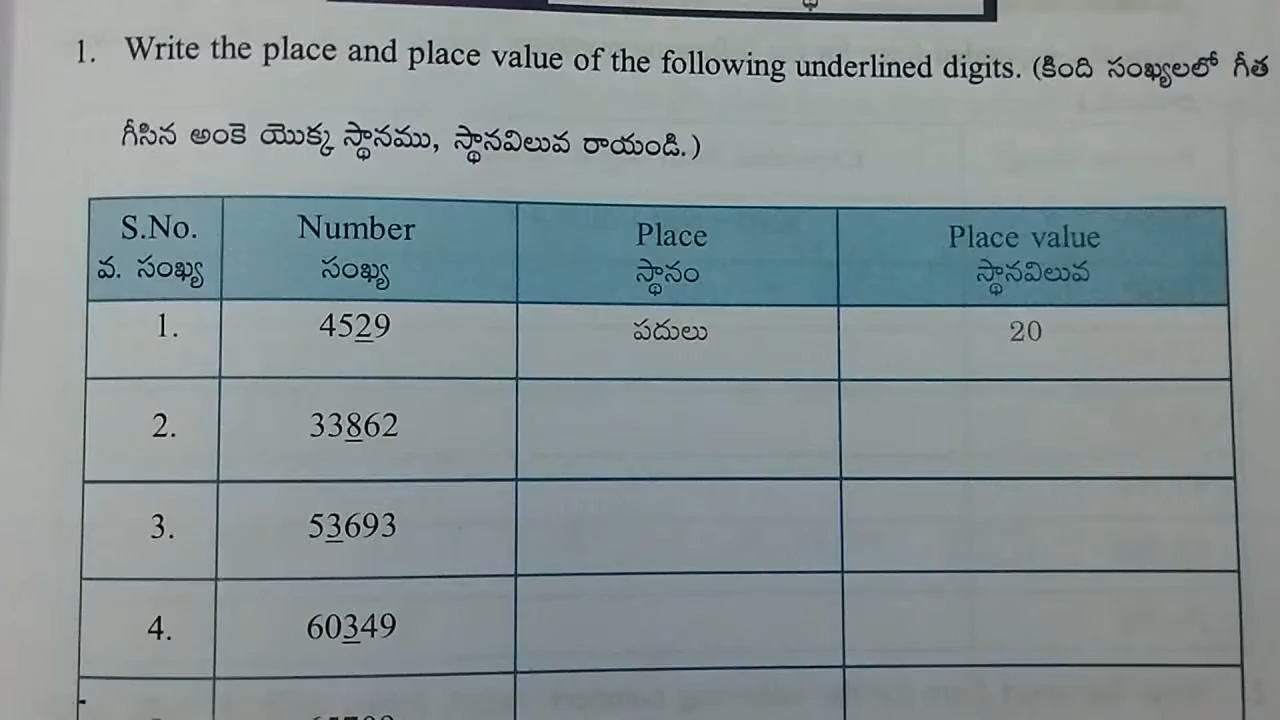 1. Write the place and place value of the following underlined digits. (కింది సంఖ్యలలో గీత
గీసిన అంకె యొక్క స్థానము, స్థానవిలువ రాయండి.)
S.No. Number Place Place value
వ. సంఖ్య సంఖ్య స్థానం స్థానవిలువ
1. 4529 పదులు 20
2. 33862
3. 53693
4. 60349